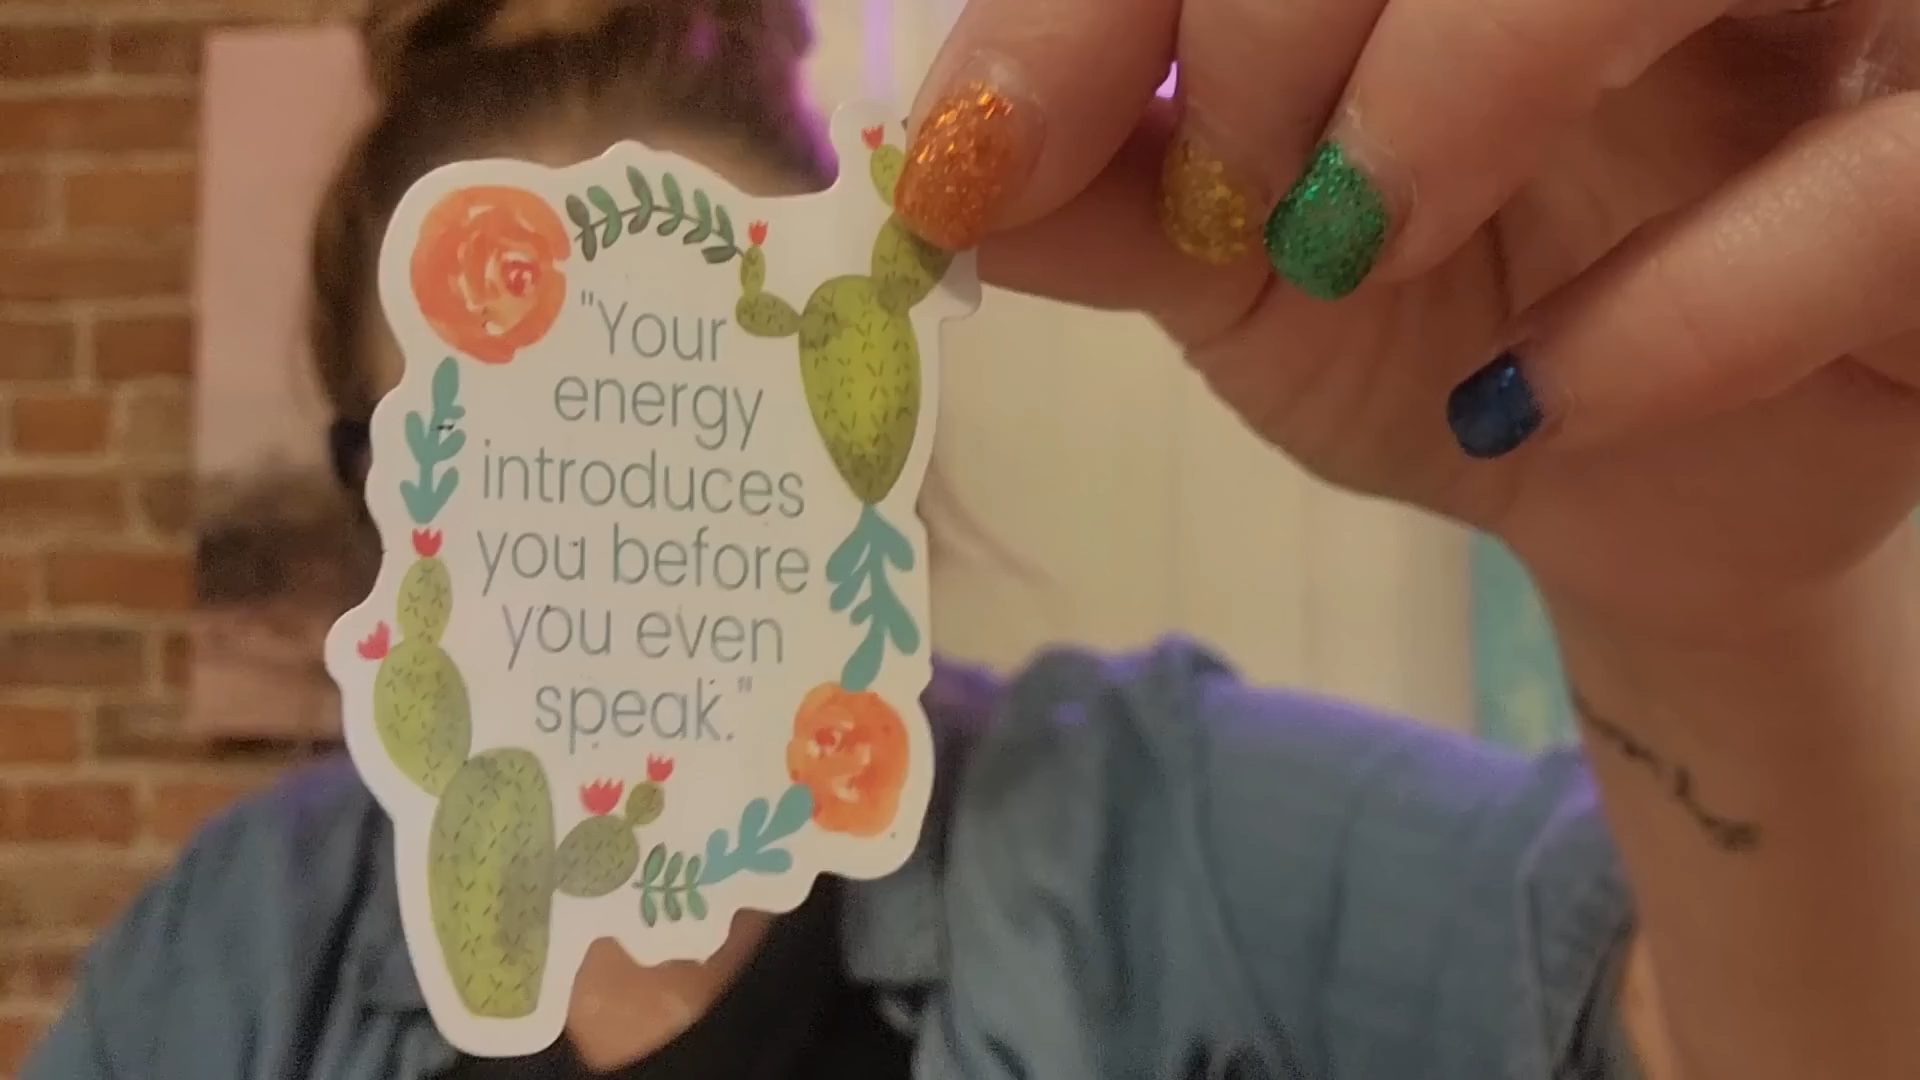 "Your
energy
introduces
you before
you even
speak."